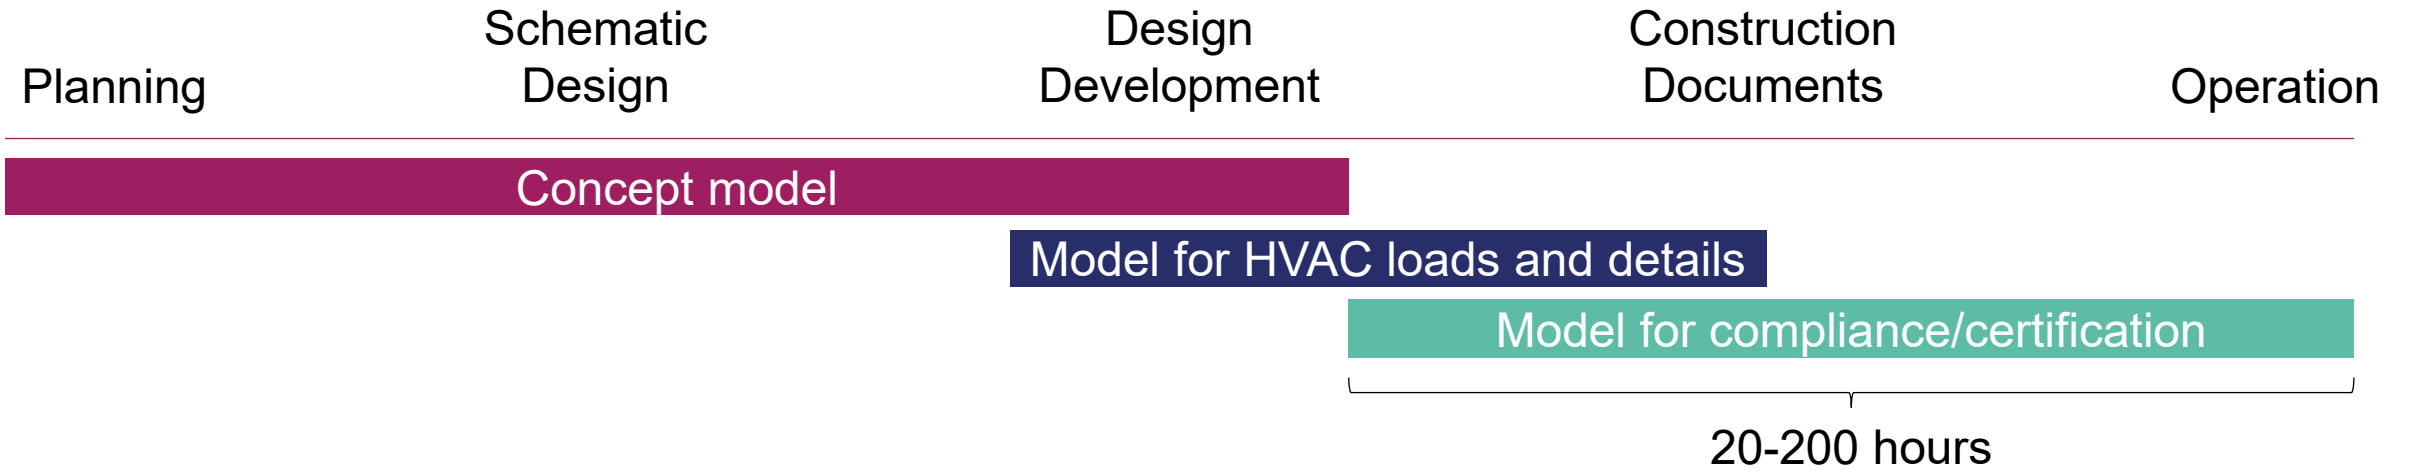 Planning
Schematic
Design
Design
Development
Construction
Documents
Operation
Concept model
Model for HVAC loads and details
Model for compliance/certification
20-200 hours